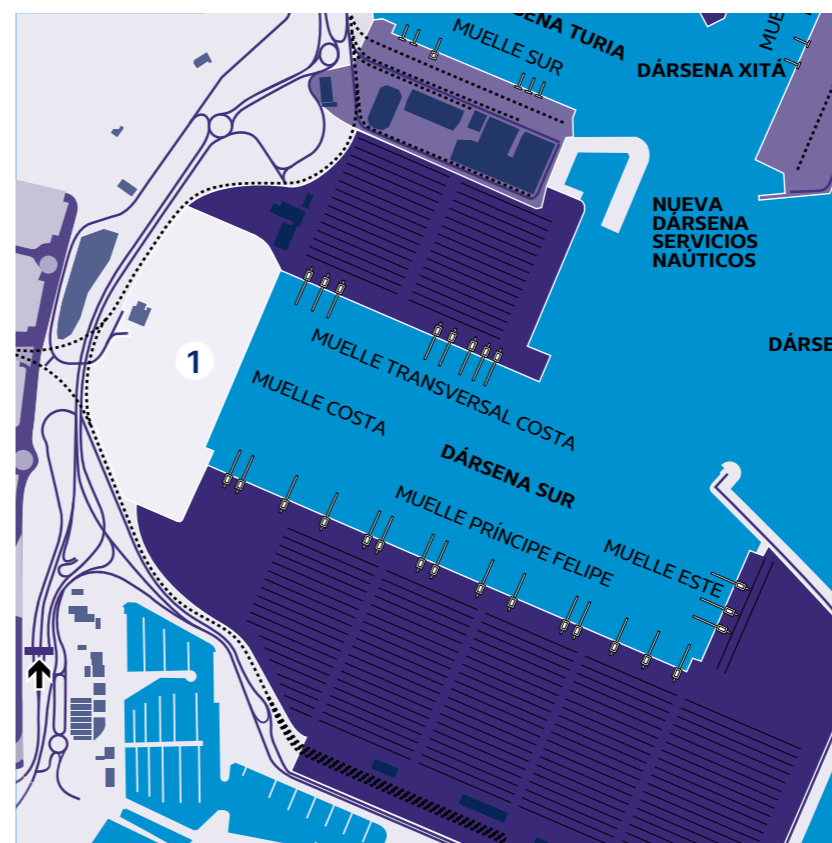 TURIA
MUELLE SUR
DÁRSENA XITÁ
NUEVA
DÁRSENA
SERVICIOS
NAÚTICOS
MUELLE TRANSVERSAL COSTA
1
MUELLE COSTA
DÁRSENA SUR
MUELLE PRÍNCIPE FELIPE
MUELLE ESTE